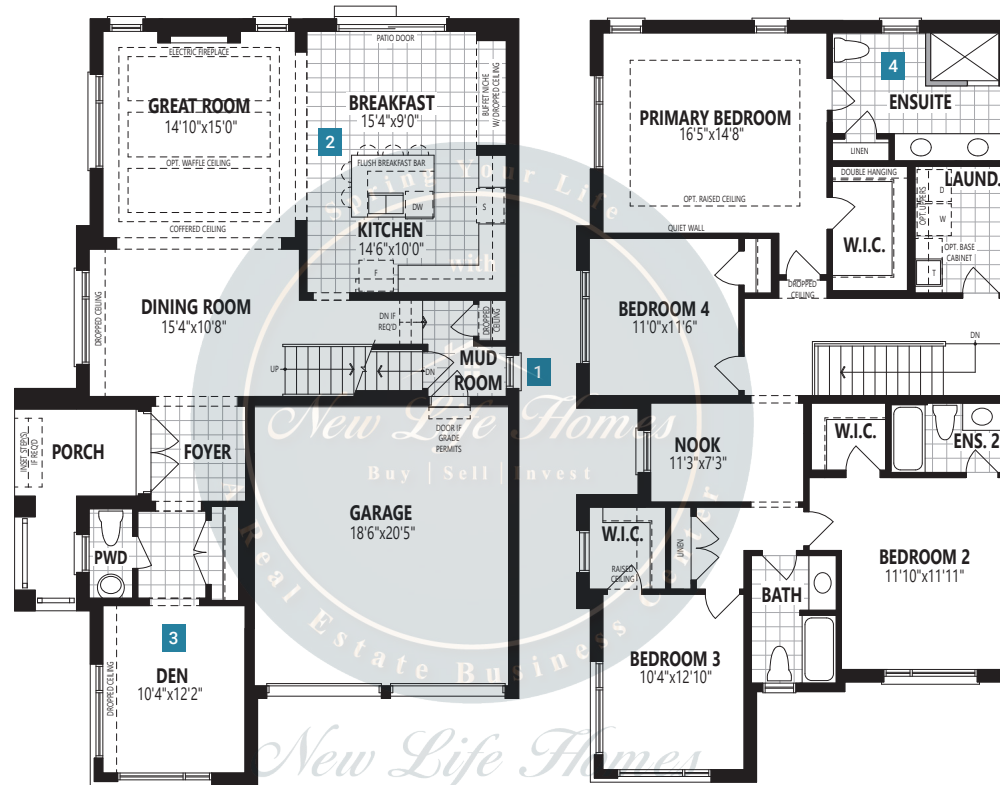 PATIO DOOR
ELECTRIC FIREPLACE
GREAT ROOM
14'10"x15'0"
OPT. WAFFLE CEILING
COFFERED CEILING
BREAKFAST
15'4"x9'0"
BUFFET NICHE
W/ DROPPED CEILING
2
FLUSH BREAKFAST BAR
DW
S
KITCHEN
14'6"x10'0"
F
DINING ROOM
15'4"x10'8"
DROPPED CEILING
DN IF
REQ'D
DROPPED
CEILING
UP
DN
MUD
ROOM
1
DOOR IF
GRADE
PERMITS
PORCH
INSET STEP(S)
IF REQ'D
FOYER
GARAGE
18'6"x20'5"
PWD
3
DEN
10'4"x12'2"
DROPPED CEILING
PRIMARY BEDROOM
16'5"x14'8"
OPT. RAISED CEILING
QUIET WALL
4
ENSUITE
LINEN
DOUBLE HANGING
W.I.C.
LAUND.
OPT. UPPERS
D
W
OPT. BASE
CABINET
T
DROPPED
CEILING
BEDROOM 4
11'0"x11'6"
DN
NOOK
11'3"x7'3"
W.I.C.
ENS. 2
W.I.C.
RAISED
CEILING
LINEN
BEDROOM 2
11'10"x11'11"
BATH
BEDROOM 3
10'4"x12'10"
Spring Your Life
with
New Life Homes
Buy | Sell | Invest
A Real Estate Business Center
New Life Homes